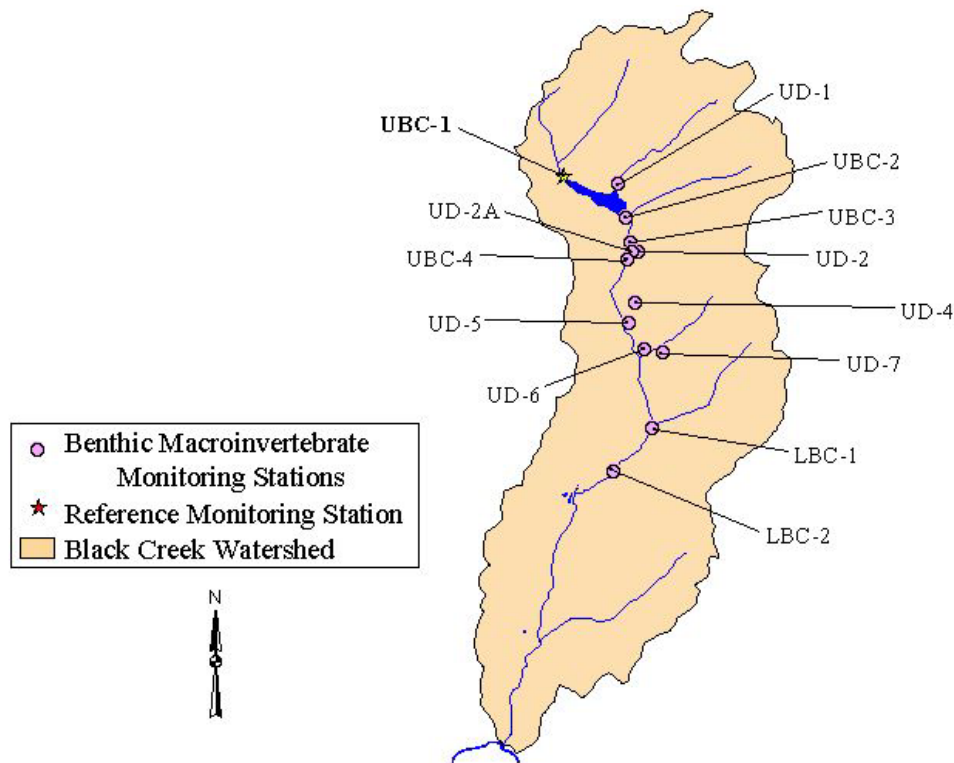 UD-1
UBC-1
UBC-2
UD-2A
UBC-3
UBC-4
UD-2
UD-4
UD-5
UD-7
UD-6
Benthic Macroinvertebrate
Monitoring Stations
Reference Monitoring Station
Black Creek Watershed
LBC-1
LBC-2
N